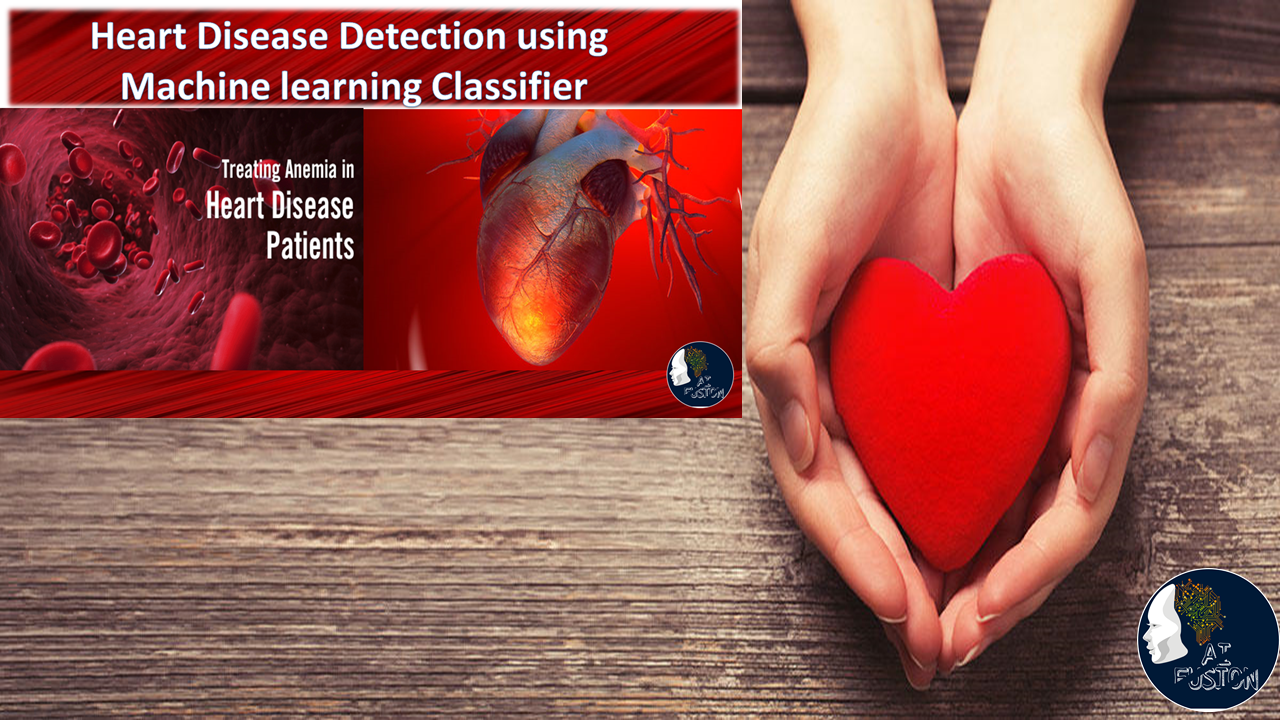 Heart Disease Detection using
Machine learning Classifier
Treating Anemia in
Heart Disease
Patients
AI
FUSION
AI
FUSION